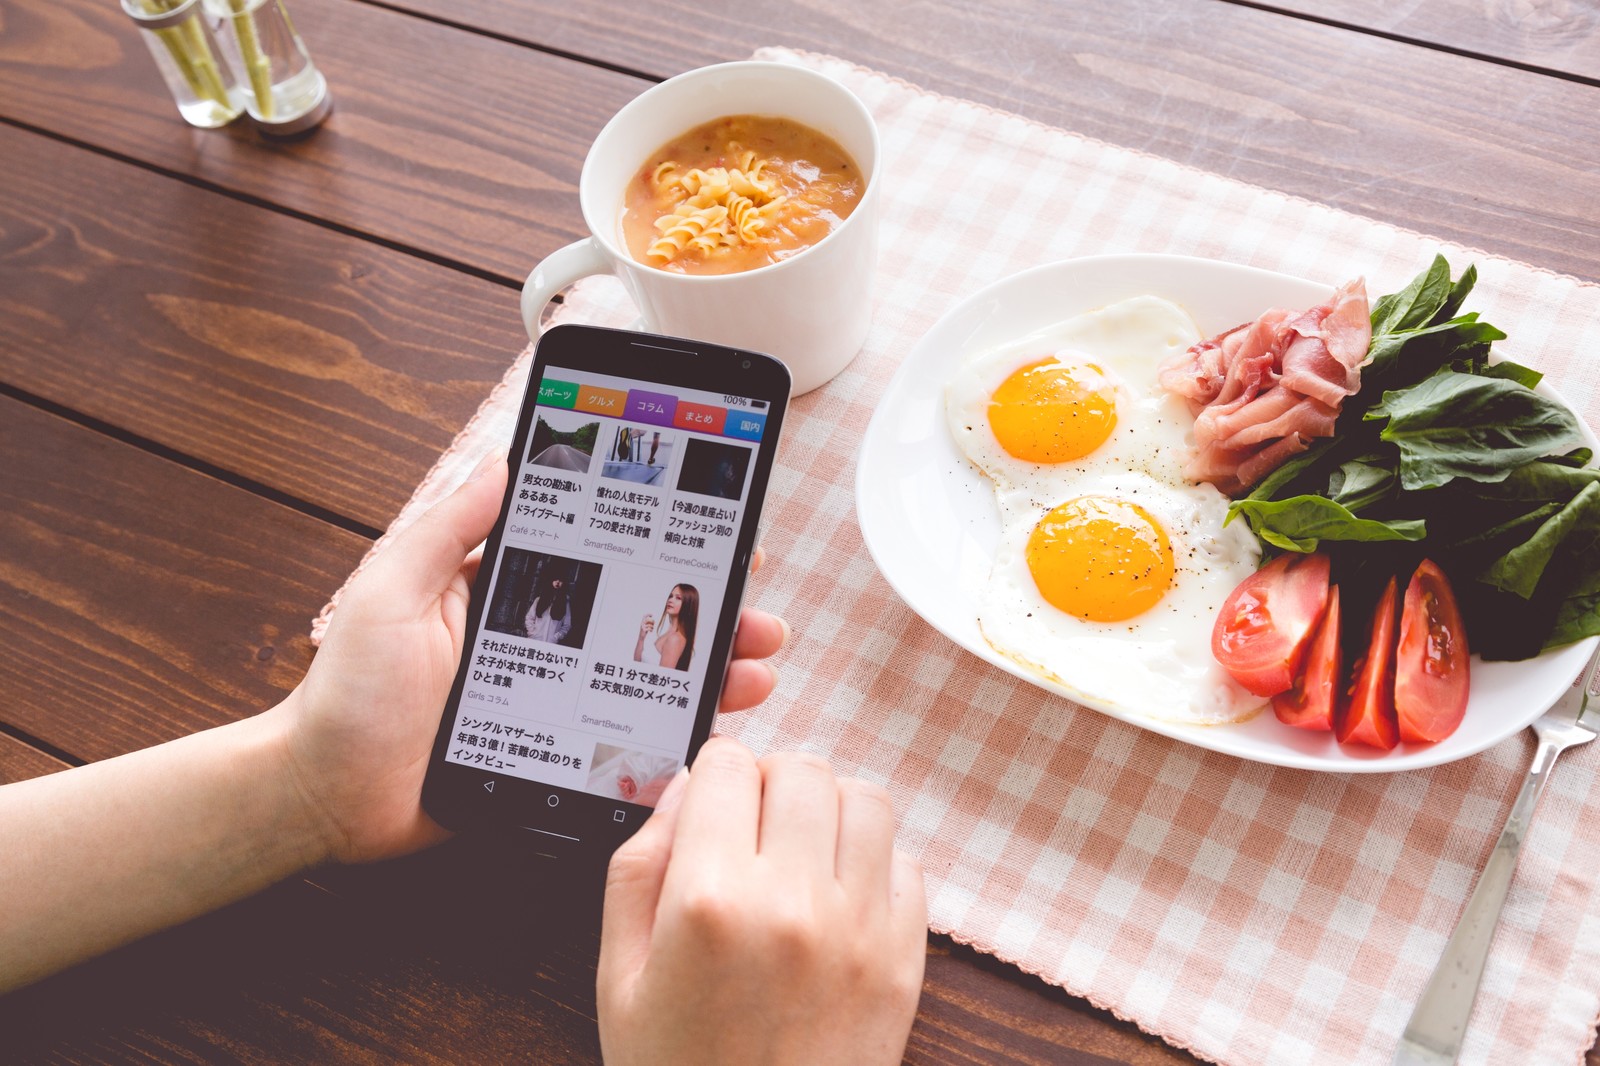 100%
スポーツ
グルメ
コラム
まとめ
国内
男女の勘違い
あるある
ドライブデート編
Café スマート
憧れの人気モデル
10人に共通する
7つの愛され習慣
SmartBeauty
【今週の星座占い】
ファッション別の
傾向と対策
FortuneCookie
それだけは言わないで！
女子が本気で傷つく
ひと言集
Girls コラム
毎日１分で差がつく
お天気別のメイク術
SmartBeauty
シングルマザーから
年商３億！苦難の道のりを
インタビュー